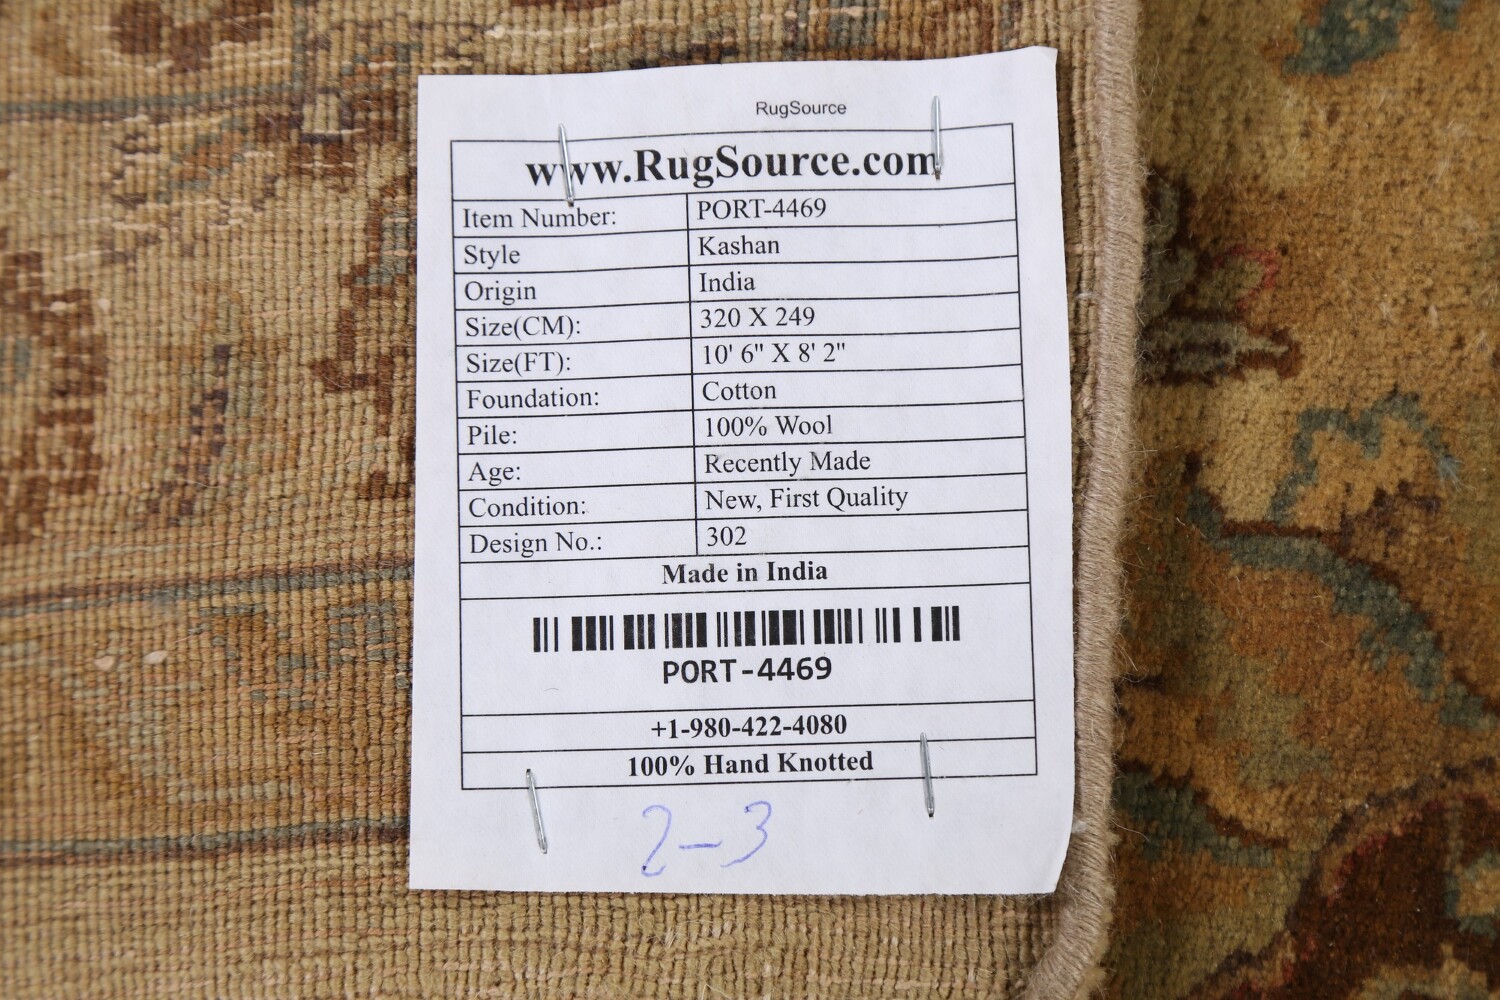 RugSource
www.RugSource.com
Item Number: PORT-4469
Style Kashan
Origin India
Size(CM): 320 X 249
Size(FT): 10' 6" X 8' 2"
Foundation: Cotton
Pile: 100% Wool
Age: Recently Made
Condition: New, First Quality
Design No.: 302
Made in India
PORT-4469
+1-980-422-4080
100% Hand Knotted
2-3